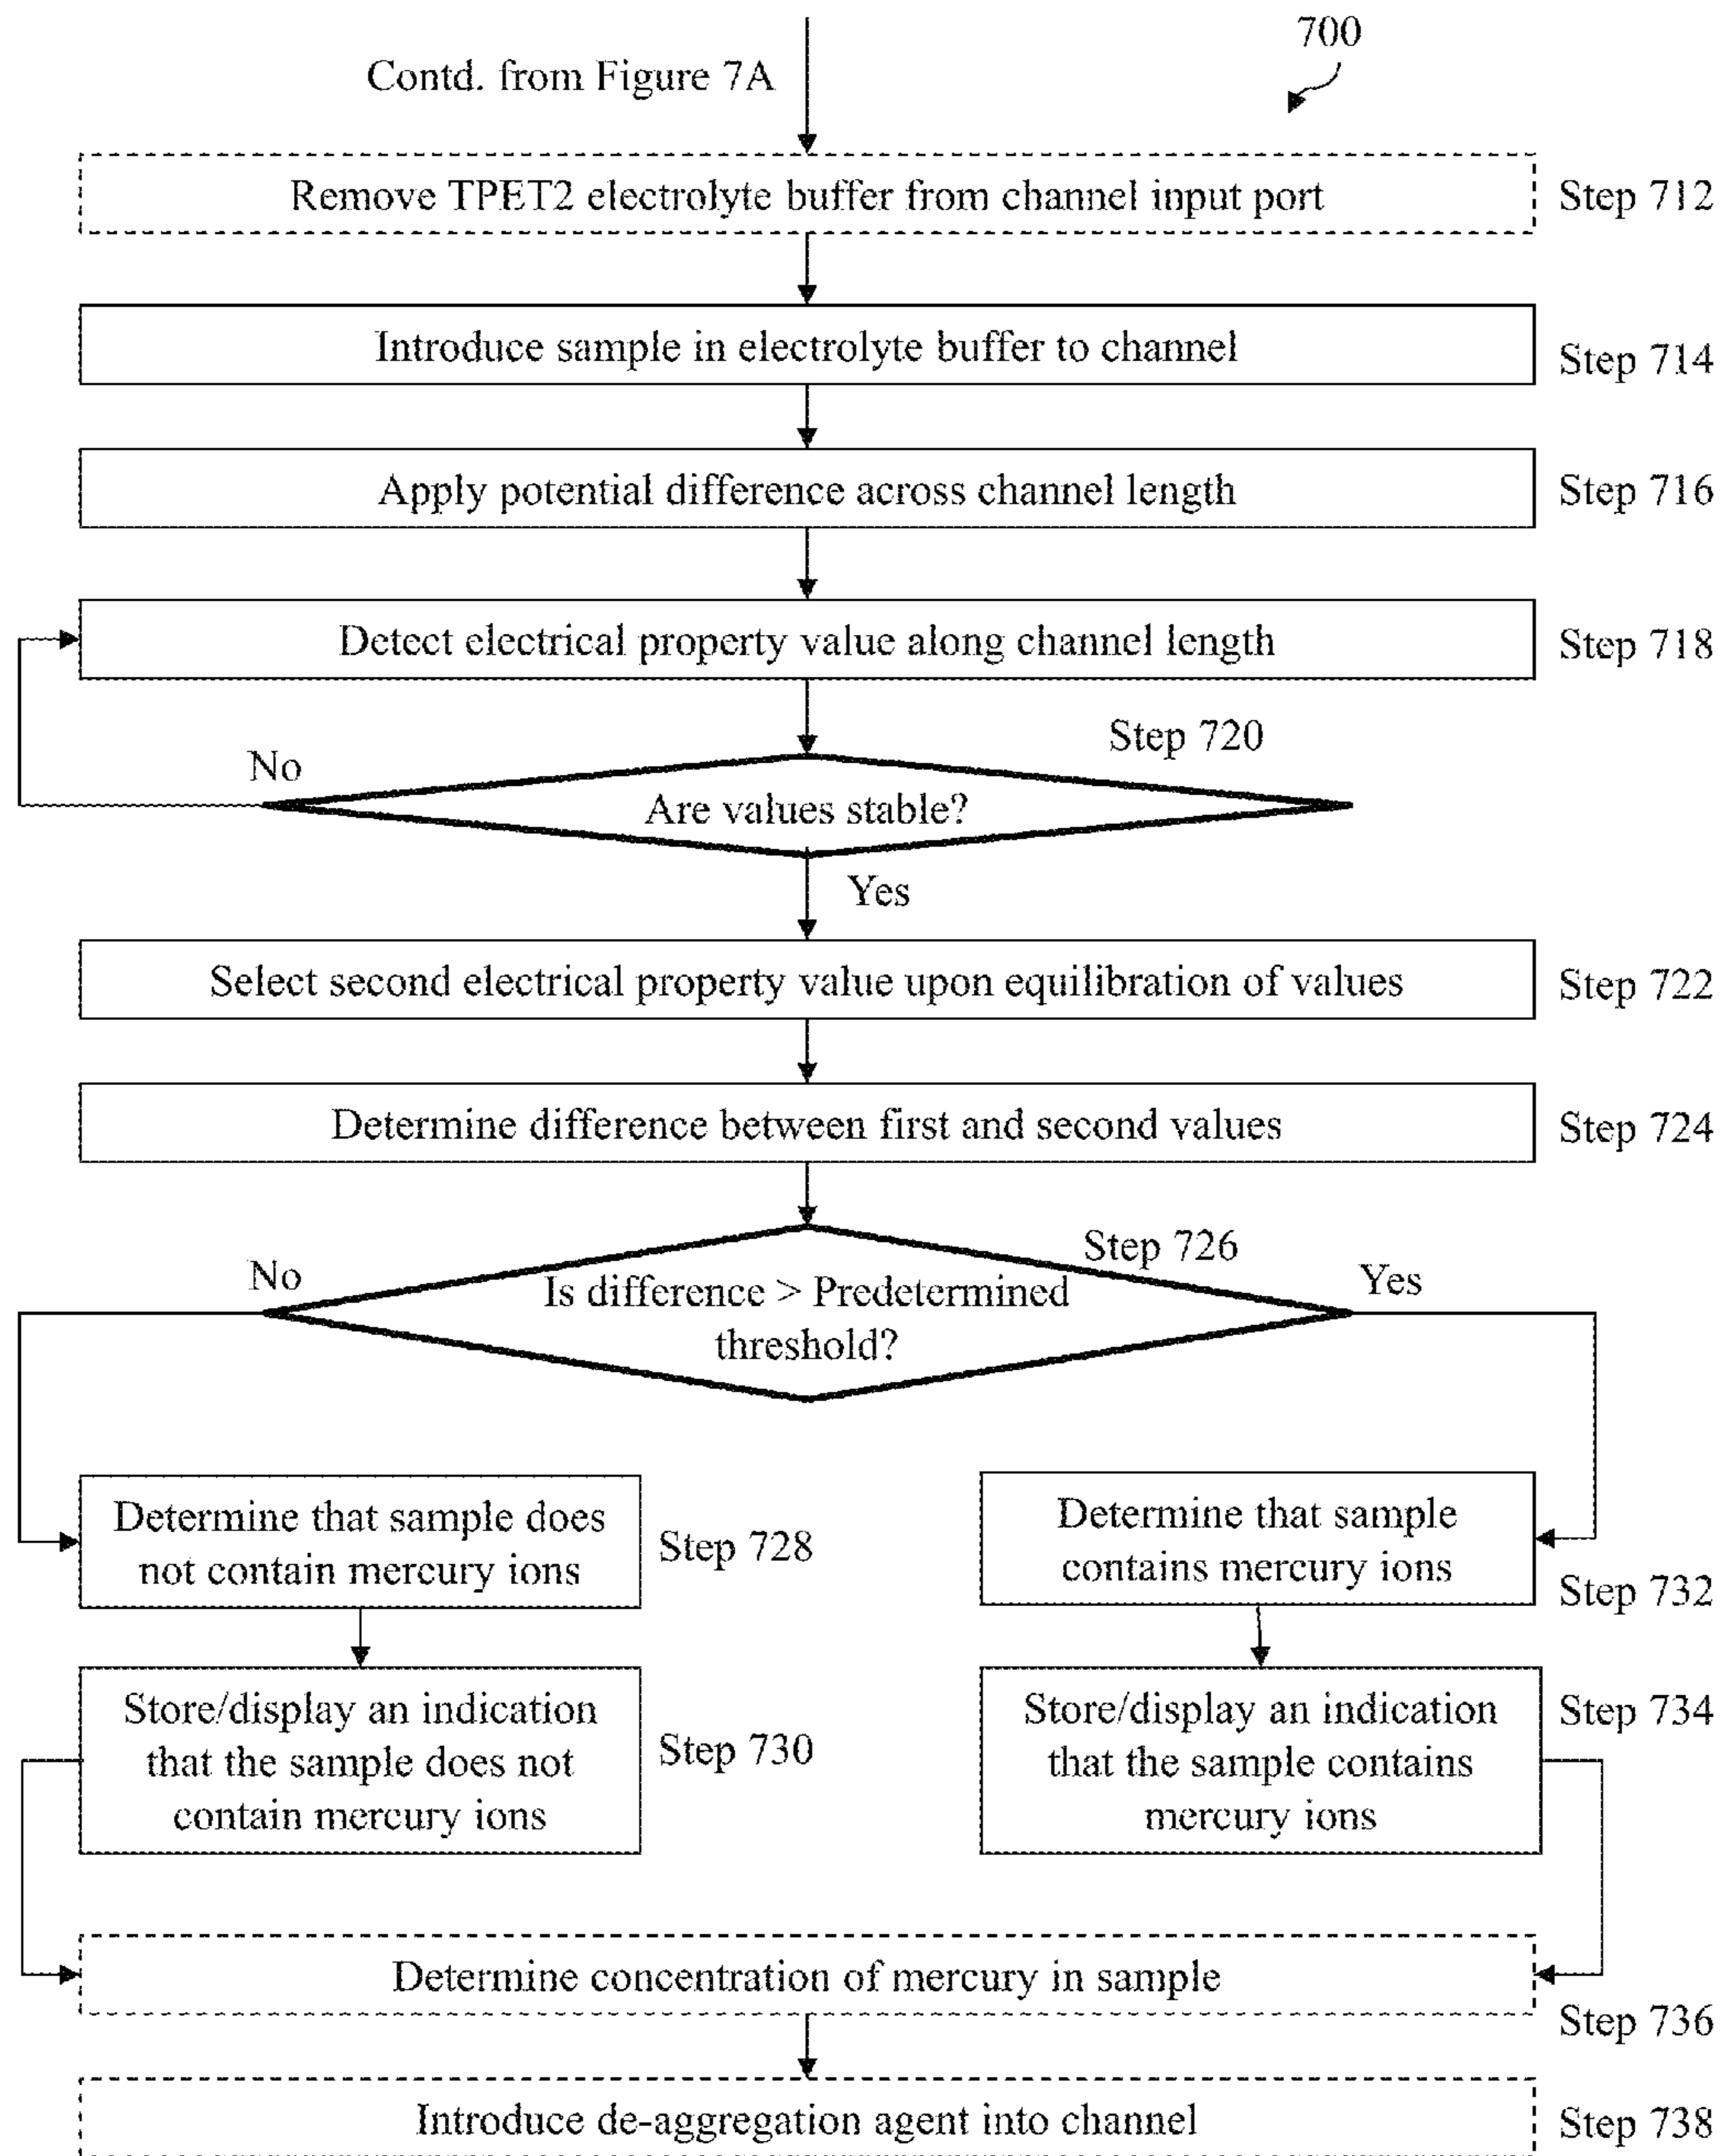 700
Contd. from Figure 7A
Remove TPET2 electrolyte buffer from channel input port
Step 712
Introduce sample in electrolyte buffer to channel
Step 714
Apply potential difference across channel length
Step 716
Detect electrical property value along channel length
Step 718
Step 720
No
Are values stable?
Yes
Select second electrical property value upon equilibration of values
Step 722
Determine difference between first and second values
Step 724
Step 726
No
Is difference > Predetermined
threshold?
Yes
Determine that sample does
not contain mercury ions
Step 728
Determine that sample
contains mercury ions
Step 732
Store/display an indication
that the sample does not
contain mercury ions
Step 730
Store/display an indication
that the sample contains
mercury ions
Step 734
Determine concentration of mercury in sample
Step 736
Introduce de-aggregation agent into channel
Step 738